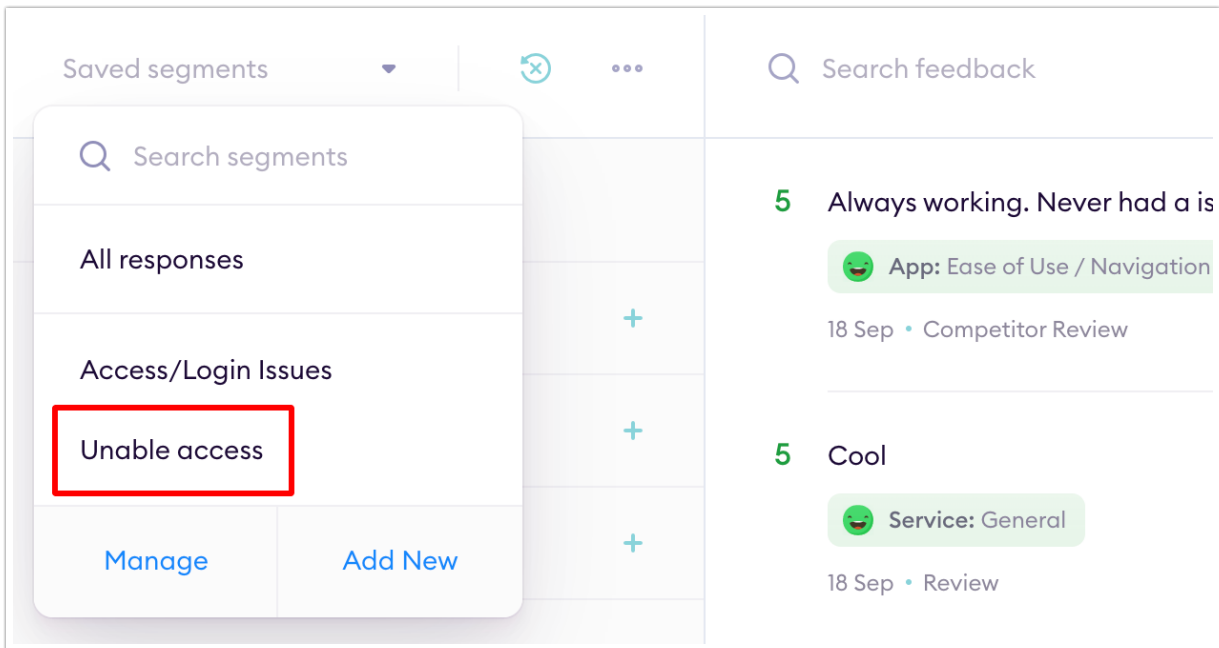 Saved segments
Search segments
All responses
Access/Login Issues
Unable access
Manage
Add New
Search feedback
5
Always working. Never had a is
App: Ease of Use / Navigation
18 Sep • Competitor Review
5
Cool
Service: General
18 Sep • Review